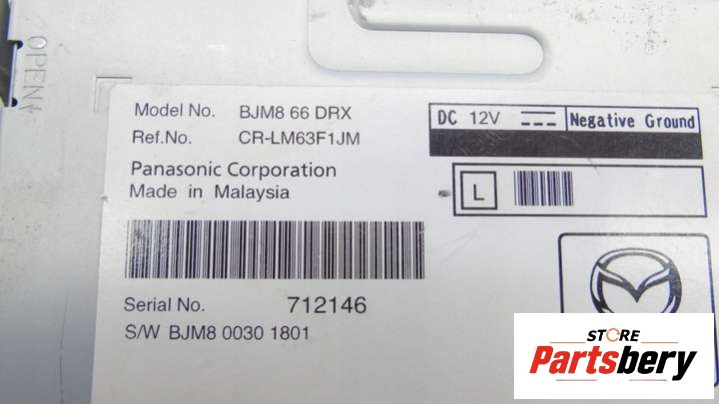 OPEN
Model No. BJM8 66 DRX
Ref.No. CR-LM63F1JM
Panasonic Corporation
Made in Malaysia
DC 12V Negative Ground
L
Serial No. 712146
S/W BJM8 0030 1801
STORE
Partsbery